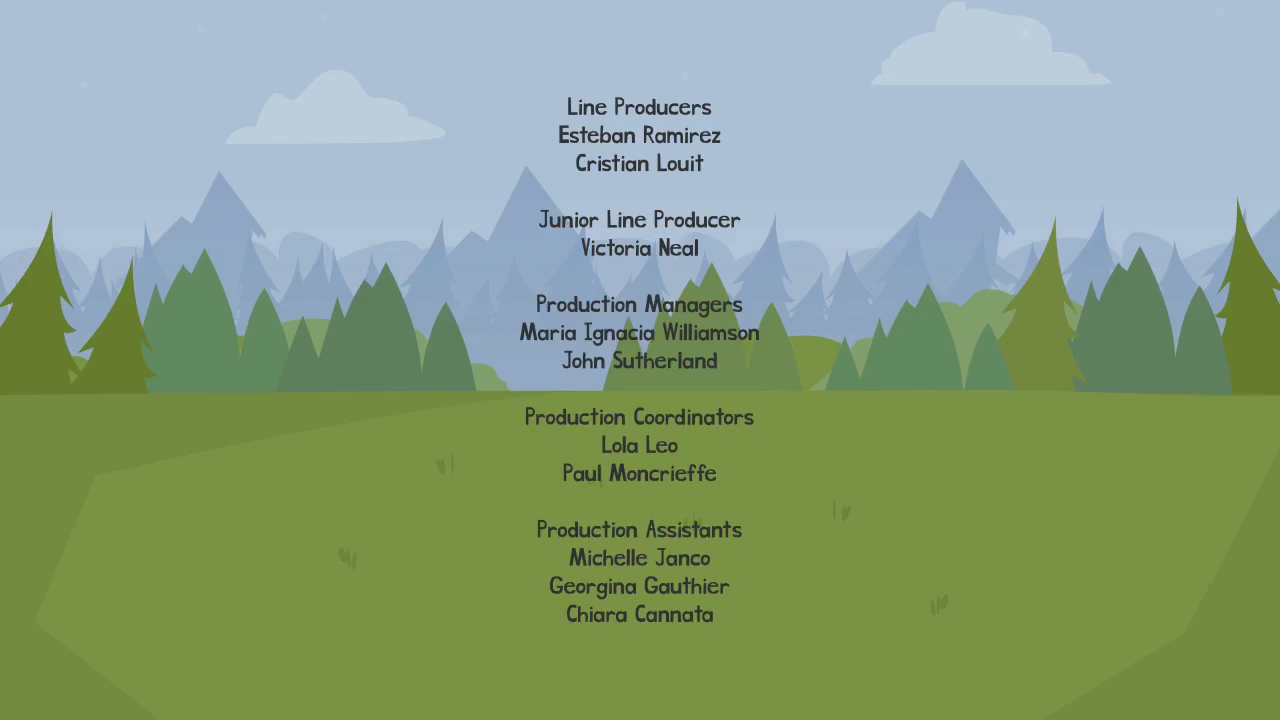 Line Producers
Esteban Ramirez
Cristian Louit
Junior Line Producer
Victoria Neal
Production Managers
Maria Ignacia Williamson
John Sutherland
Production Coordinators
Lola Leo
Paul Moncrieffe
Production Assistants
Michelle Janco
Georgina Gauthier
Chiara Cannata